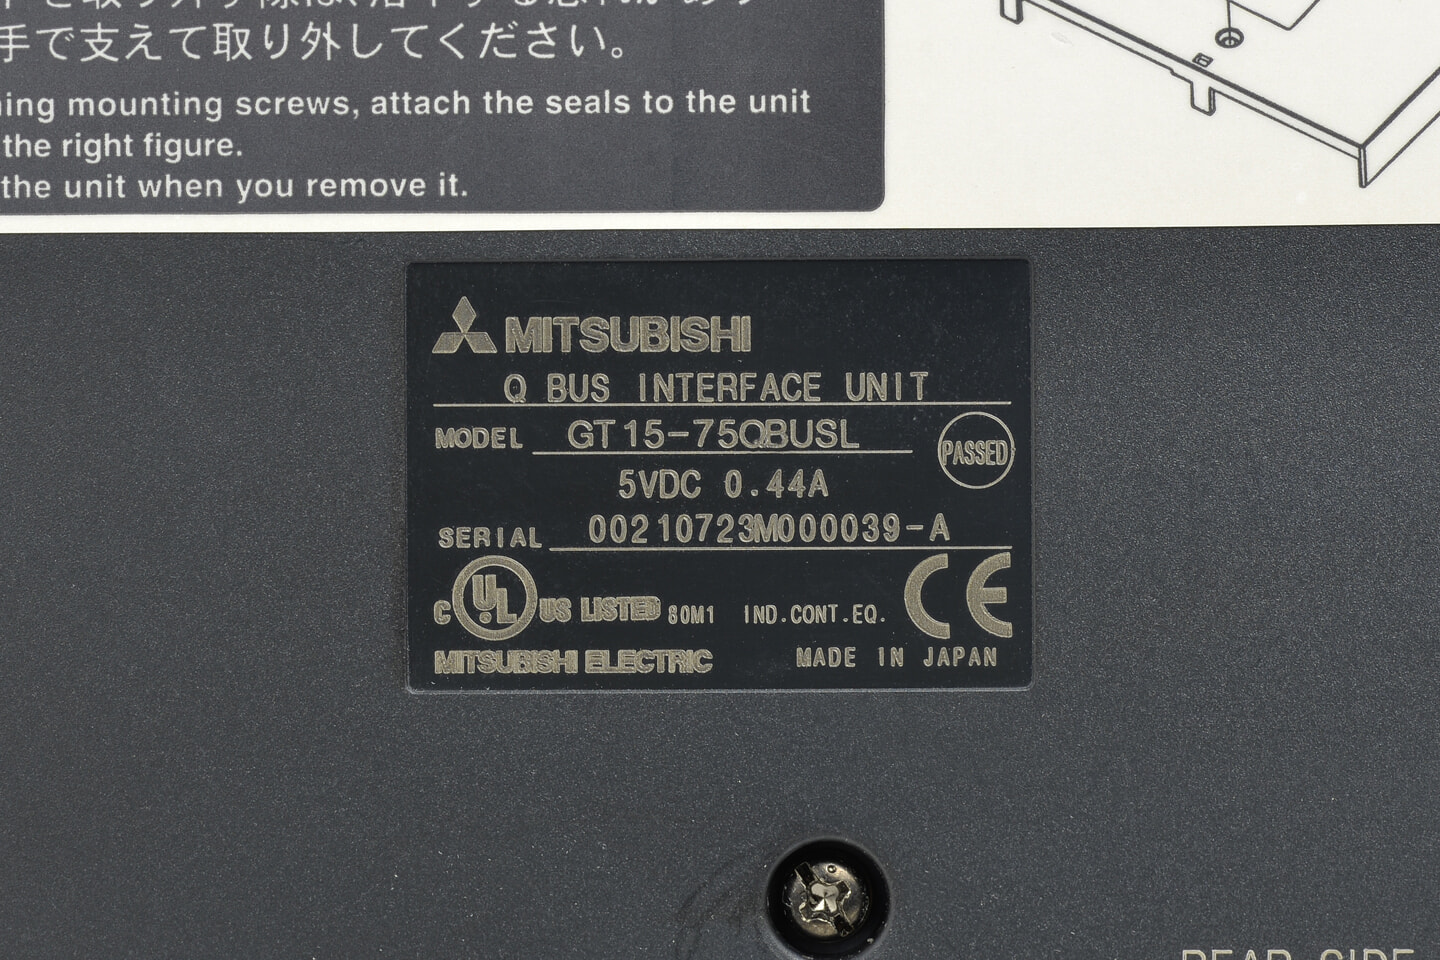 手で支えて取り外してください。
ning mounting screws, attach the seals to the unit
the right figure.
the unit when you remove it.
MITSUBISHI
Q BUS INTERFACE UNIT
MODEL GT15-75QBUSL
PASSED
5VDC 0.44A
SERIAL 00210723M000039-A
C UL US LISTED 80M1 IND.CONT.EQ. CE
MITSUBISHI ELECTRIC MADE IN JAPAN
REAR SIDE